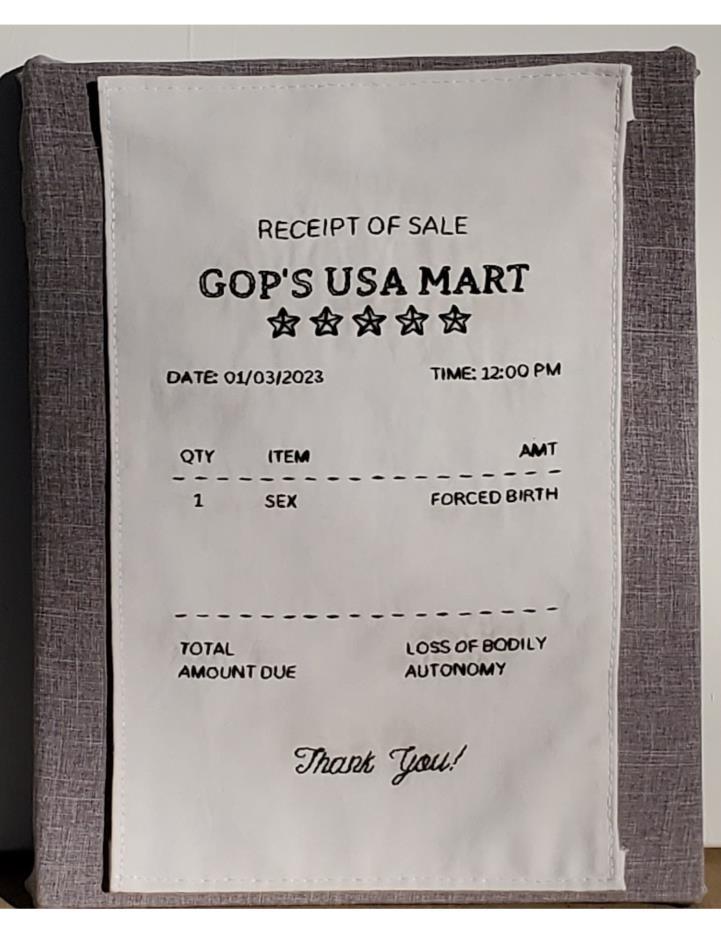 RECEIPT OF SALE
GOP'S USA MART
DATE: 01/03/2023 TIME: 12:00 PM
QTY ITEM AMT
1 SEX FORCED BIRTH
TOTAL LOSS OF BODILY
AMOUNT DUE AUTONOMY
Thank You!